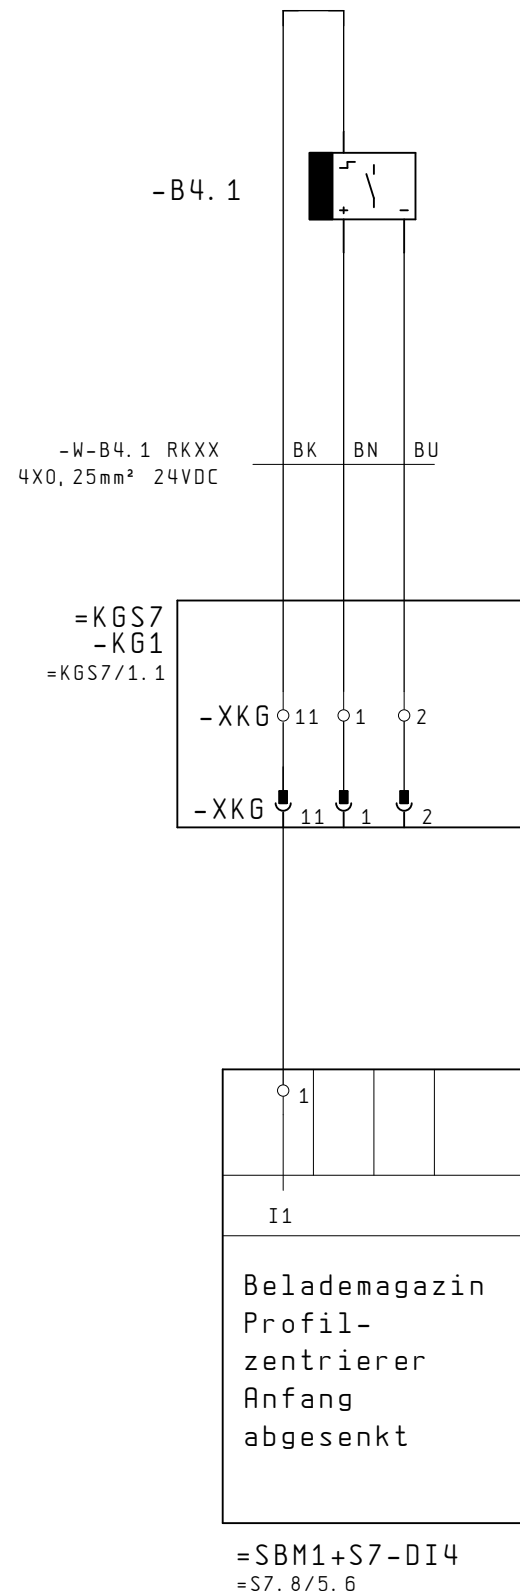 -B4.1
+ -
-W-B4.1 RKXX
4X0,25mm² 24VDC
BK BN BU
=KGS7
-KG1
=KGS7/1.1
-XKG 11 1 2
-XKG 11 1 2
1
I1
Belademagazin
Profil-
zentrierer
Anfang
abgesenkt
=SBM1+S7-DI4
=S7.8/5.6